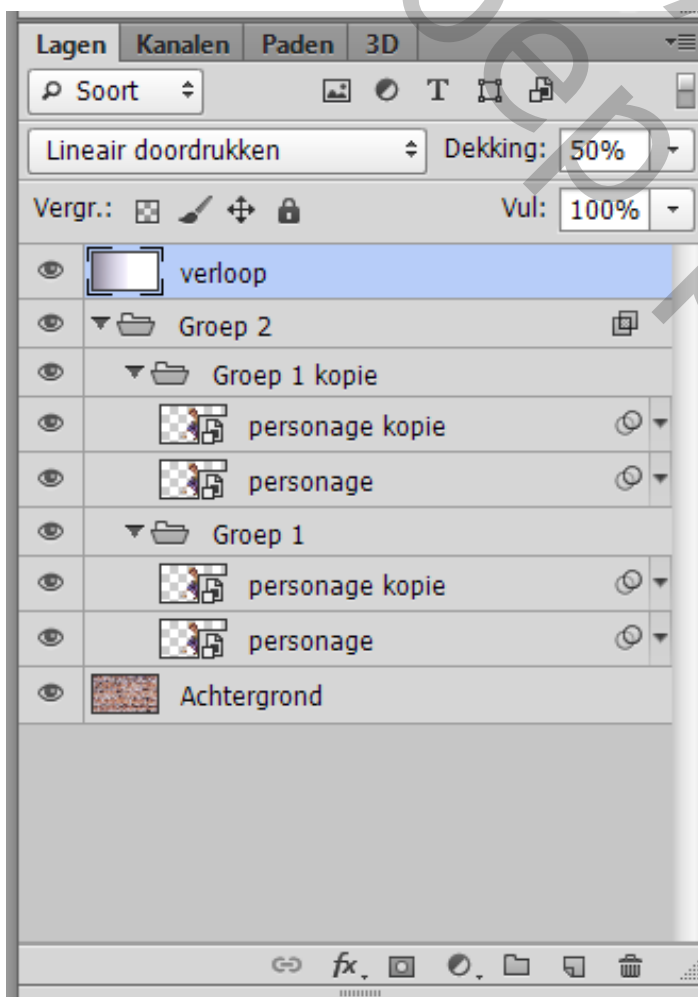 Lagen Kanalen Paden 3D
Soort
Lineair doordrukken Dekking: 50%
Vergr.: Vul: 100%
verloop
Groep 2
Groep 1 kopie
personage kopie
personage
Groep 1
personage kopie
personage
Achtergrond
fx